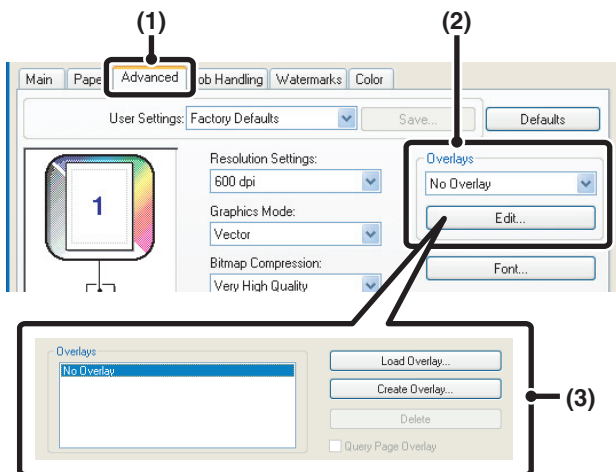 (1)
(2)
Main Paper Advanced Job Handling Watermarks Color
User Settings: Factory Defaults Save... Defaults
Resolution Settings:
600 dpi
Graphics Mode:
Vector
Bitmap Compression:
Very High Quality
1
Overlays
No Overlay
Edit...
Font...
Overlays
No Overlay
Load Overlay...
Create Overlay...
Delete
Query Page Overlay
(3)